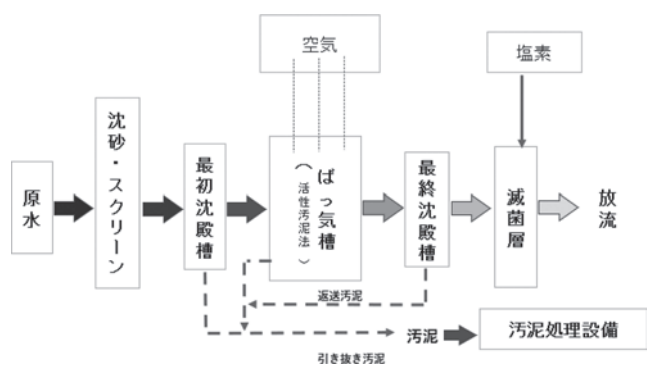 空気
塩素
原水
沈砂・スクリーン
最初沈殿槽
ばっ気槽
（活性汚泥法）
最終沈殿槽
滅菌層
放流
返送汚泥
汚泥
汚泥処理設備
引き抜き汚泥